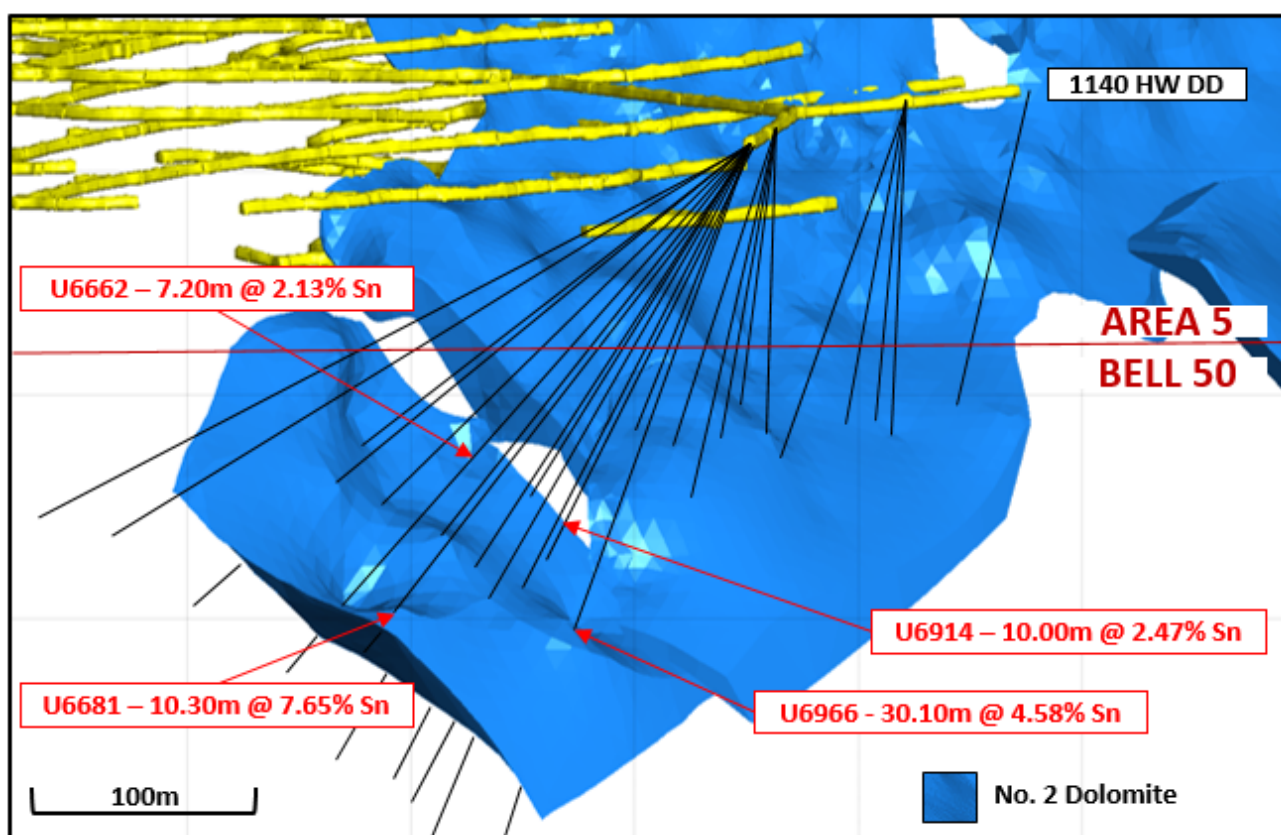 1140 HW DD
U6662 – 7.20m @ 2.13% Sn
AREA 5
BELL 50
U6914 – 10.00m @ 2.47% Sn
U6681 – 10.30m @ 7.65% Sn
U6966 - 30.10m @ 4.58% Sn
100m
No. 2 Dolomite